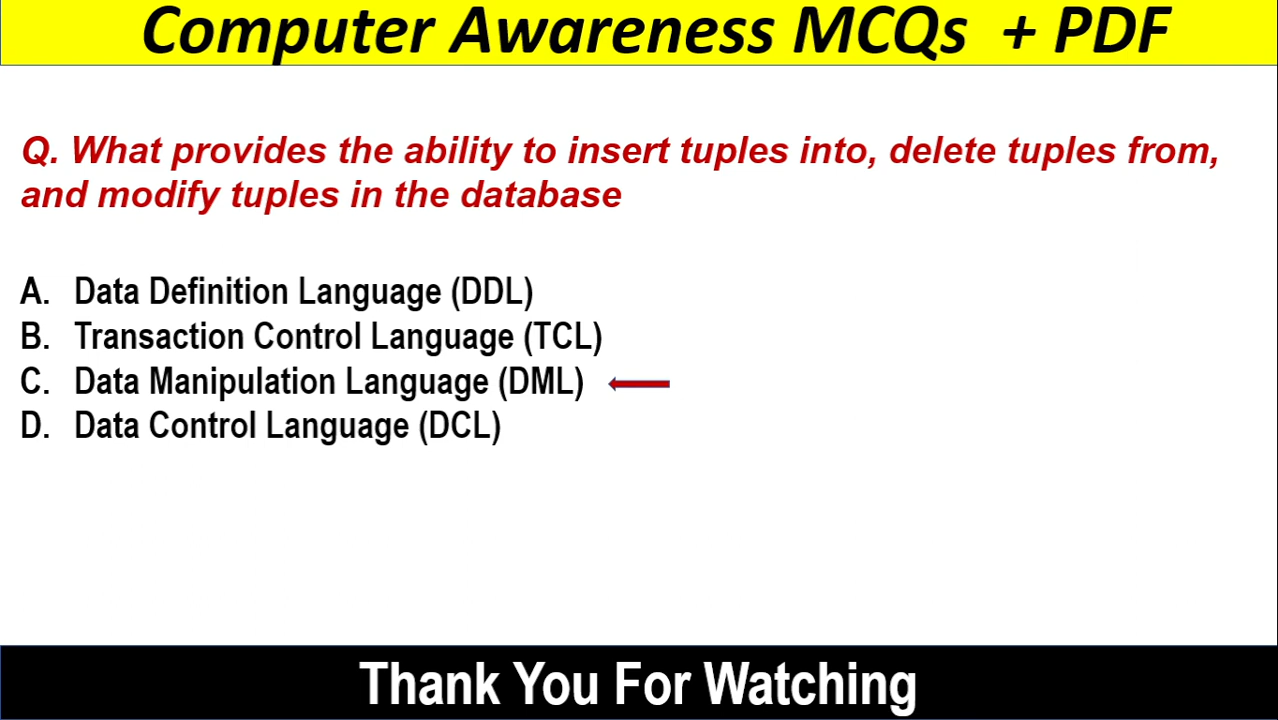 Computer Awareness MCQs + PDF
Q. What provides the ability to insert tuples into, delete tuples from,
and modify tuples in the database
A. Data Definition Language (DDL)
B. Transaction Control Language (TCL)
C. Data Manipulation Language (DML)
D. Data Control Language (DCL)
Thank You For Watching